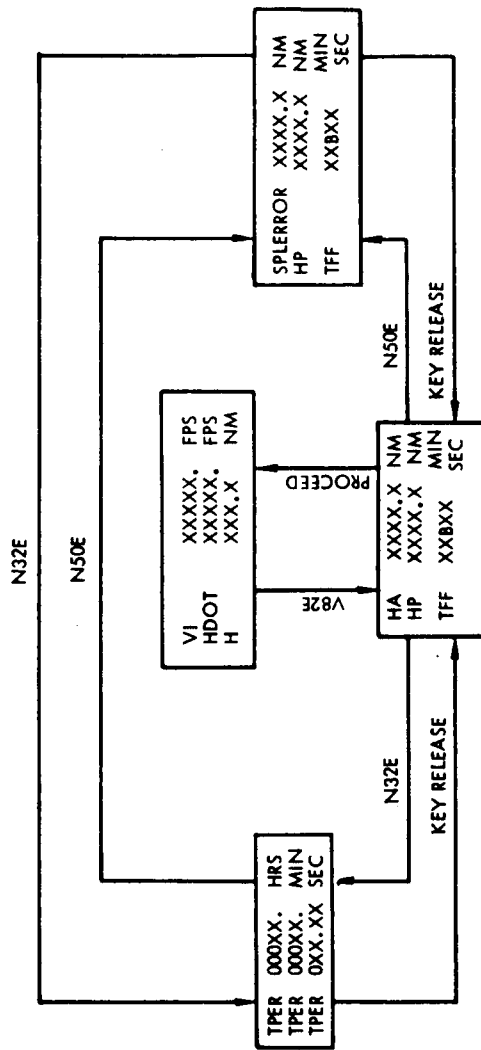 N32E
N50E
TPER 000XX. HRS
TPER 000XX. MIN
TPER 0XX.XX SEC
VI XXXXX. FPS
HDOT XXXXX. FPS
H XXX.X NM
SPLERROR XXXX.X NM
HP XXXX.X NM
TFF XXBXX MIN
SEC
V82E
PROCEED
N32E
KEY RELEASE
HA XXXX.X NM
HP XXXX.X NM
TFF XXBXX MIN
SEC
N50E
KEY RELEASE